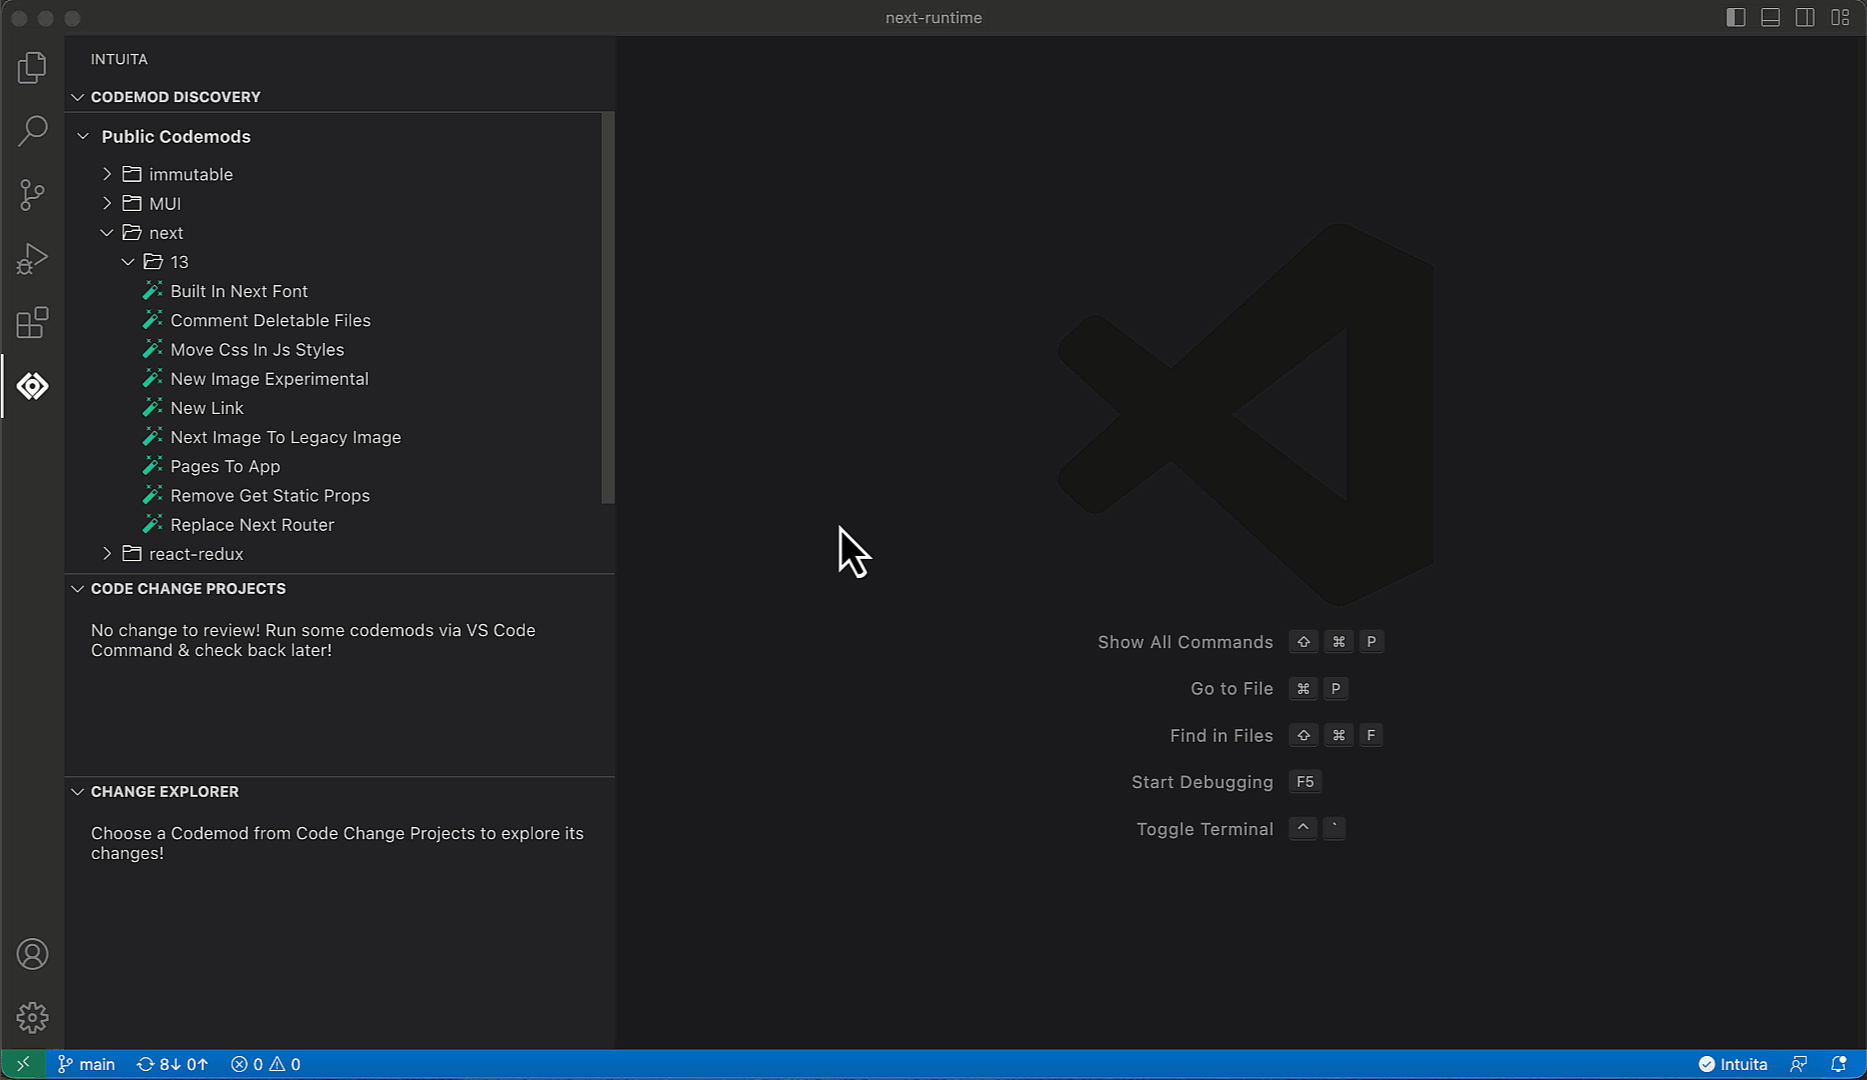 next-runtime
INTUITA
CODEMOD DISCOVERY
Public Codemods
immutable
MUI
next
13
Built In Next Font
Comment Deletable Files
Move Css In Js Styles
New Image Experimental
New Link
Next Image To Legacy Image
Pages To App
Remove Get Static Props
Replace Next Router
react-redux
CODE CHANGE PROJECTS
No change to review! Run some codemods via VS Code
Command & check back later!
CHANGE EXPLORER
Choose a Codemod from Code Change Projects to explore its
changes!
Show All Commands ⇧ ⌘ P
Go to File ⌘ P
Find in Files ⇧ ⌘ F
Start Debugging F5
Toggle Terminal ^ `
main 8↓ 0↑ 0 0 Intuita